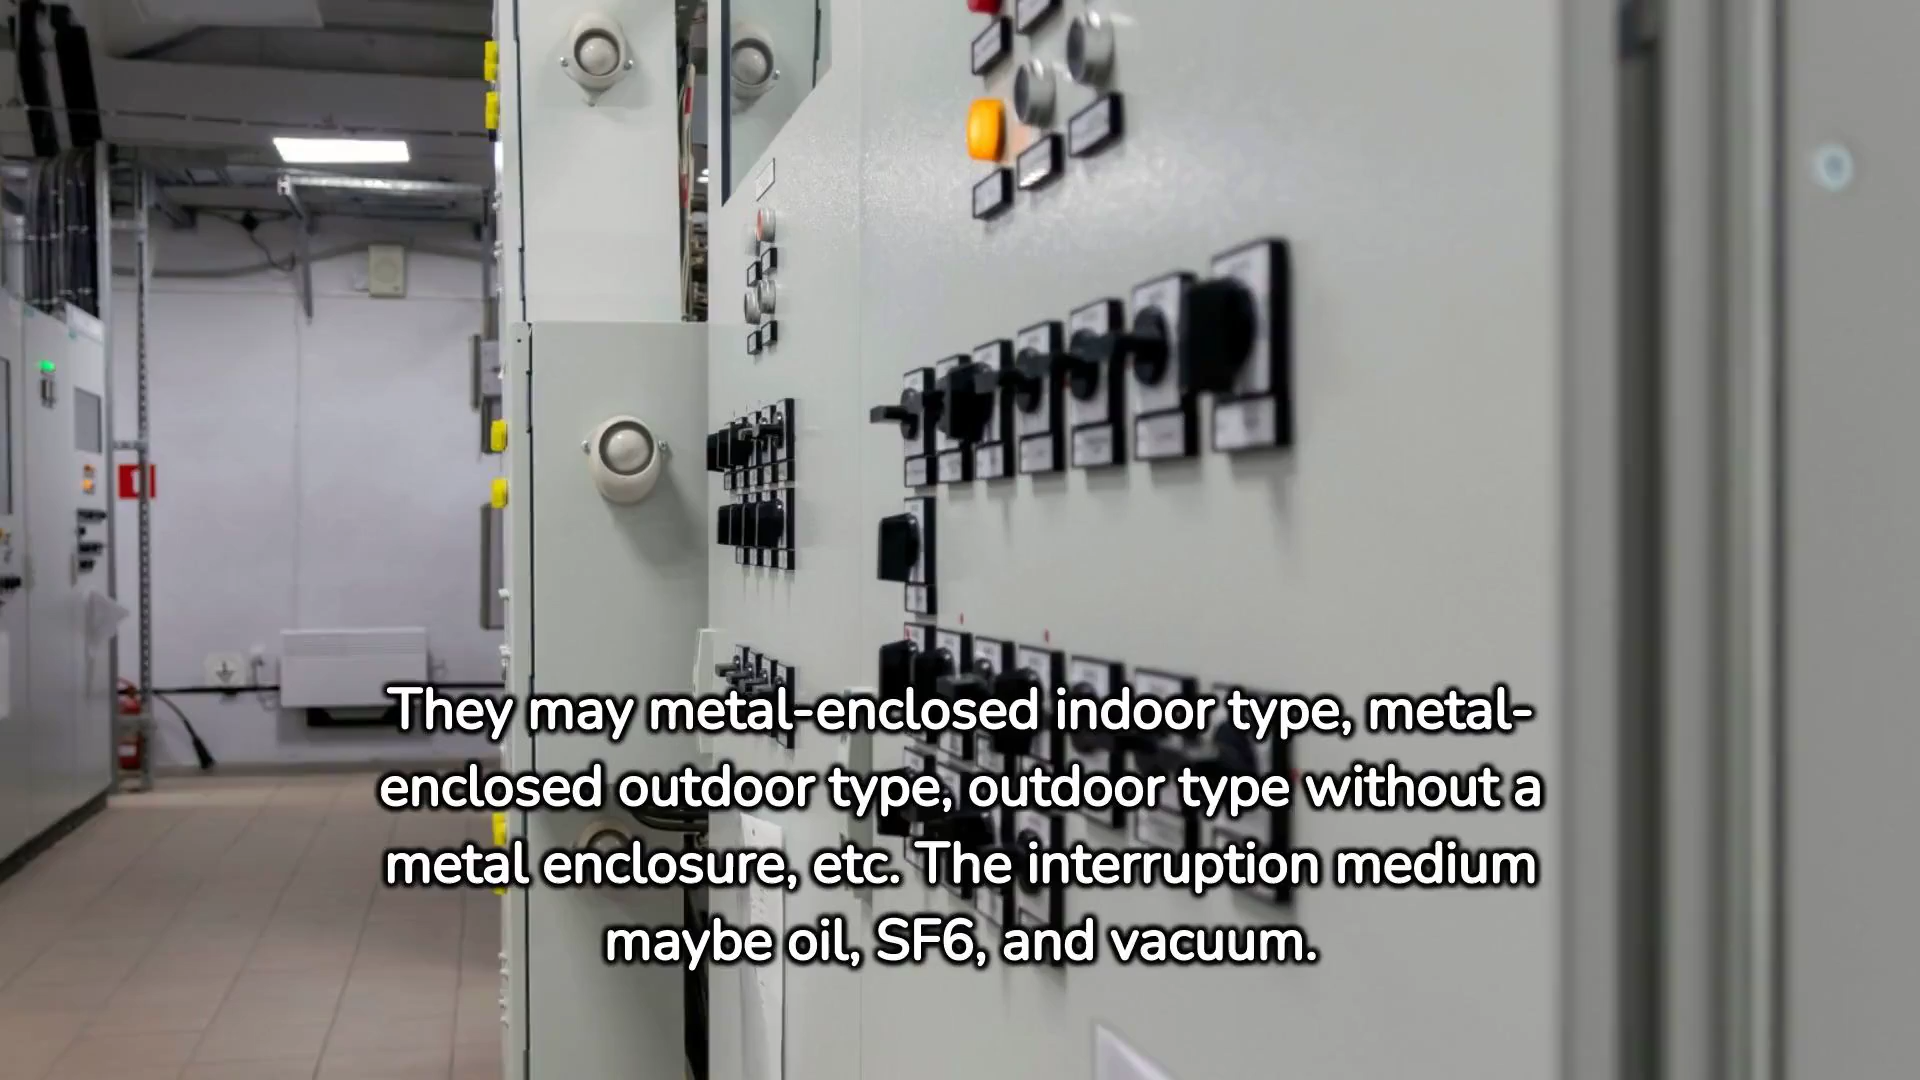 They may metal-enclosed indoor type, metal-
enclosed outdoor type, outdoor type without a
metal enclosure, etc. The interruption medium
maybe oil, SF6, and vacuum.